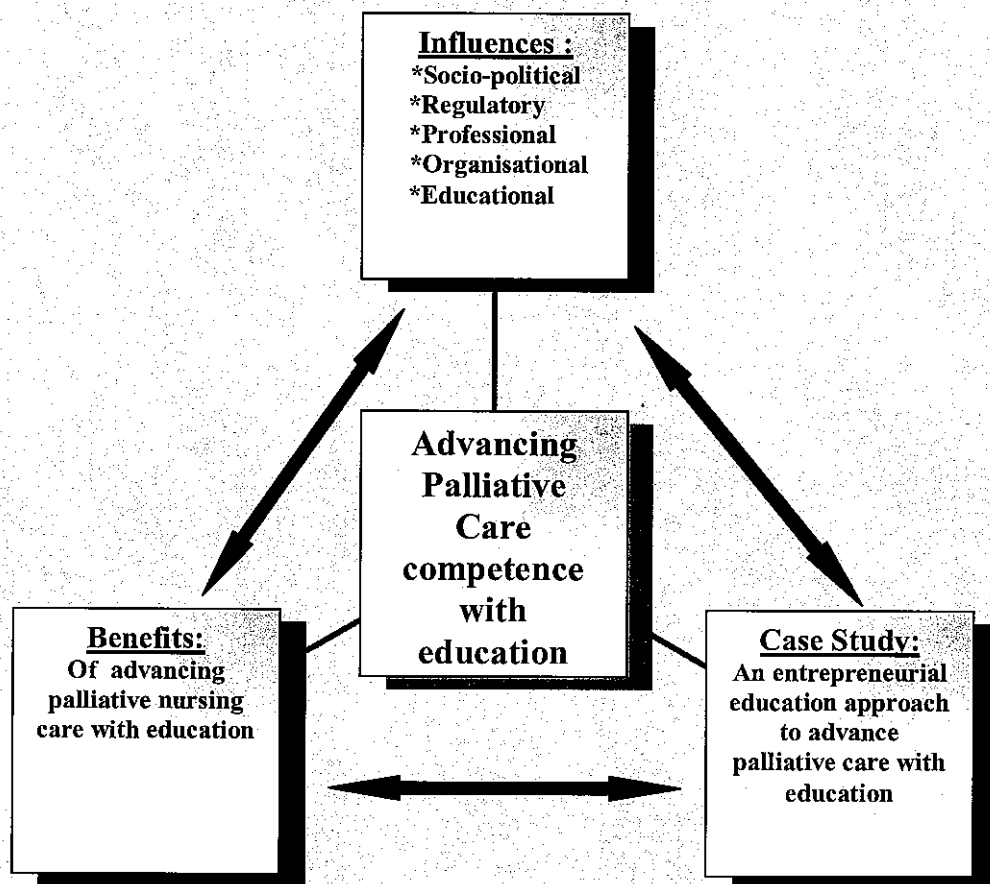 Influences :
*Socio-political
*Regulatory
*Professional
*Organisational
*Educational
Advancing
Palliative
Care
competence
with
education
Benefits:
Of advancing
palliative nursing
care with education
Case Study:
An entrepreneurial
education approach
to advance
palliative care with
education